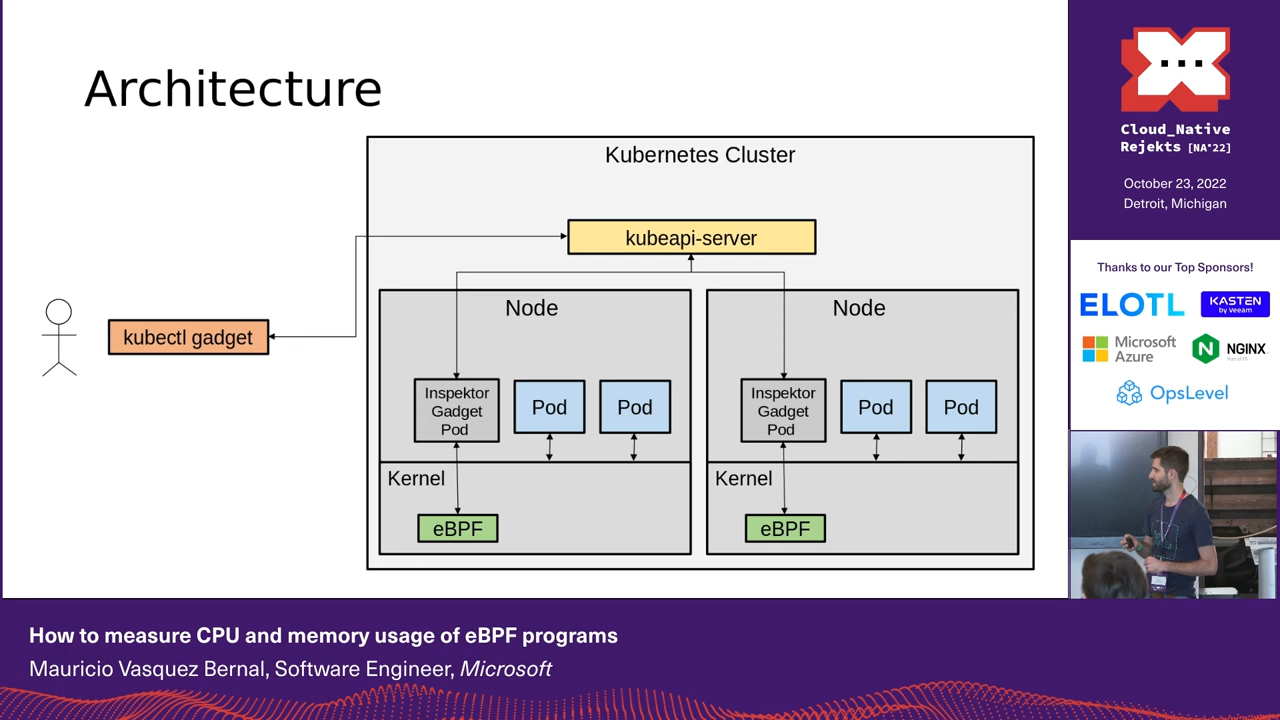 Architecture
Kubernetes Cluster
kubeapi-server
kubectl gadget
Node
Inspektor
Gadget
Pod
Pod
Pod
Kernel
eBPF
Node
Inspektor
Gadget
Pod
Pod
Pod
Kernel
eBPF
Cloud_Native
Rejekts [NA'22]
October 23, 2022
Detroit, Michigan
Thanks to our Top Sponsors!
ELOTL
KASTEN
by Veeam
Microsoft
Azure
NGINX
OpsLevel
How to measure CPU and memory usage of eBPF programs
Mauricio Vasquez Bernal, Software Engineer, Microsoft